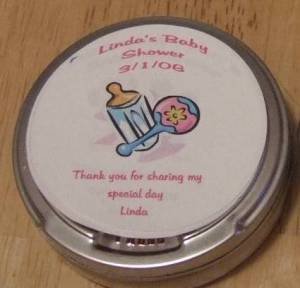 Linda's Baby
Shower
3/1/06
Thank you for sharing my
special day
Linda